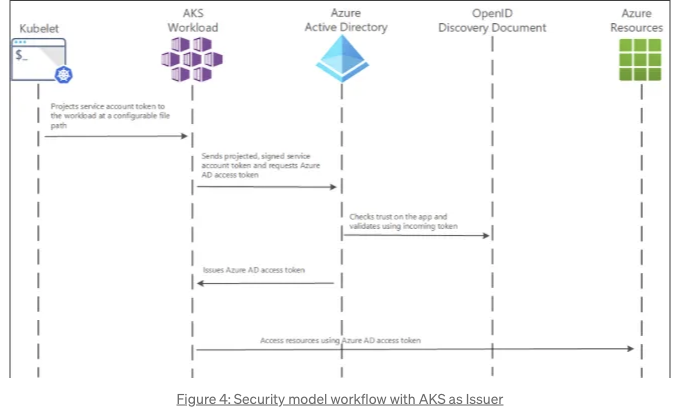 Kubelet
AKS
Workload
Azure
Active Directory
OpenID
Discovery Document
Azure
Resources
$_
Projects service account token to
the workload at a configurable file
path
Sends projected, signed service
account token and requests Azure
AD access token
Checks trust on the app and
validates using incoming token
Issues Azure AD access token
Access resources using Azure AD access token
Figure 4: Security model workflow with AKS as Issuer